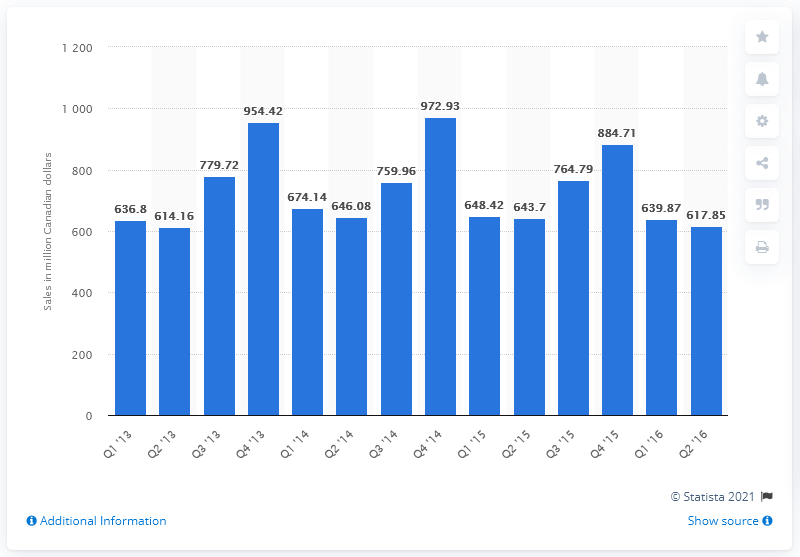 Sales in million Canadian dollars
1 200
1 000
800
600
400
200
0
636.8
614.16
779.72
954.42
674.14
646.08
759.96
972.93
648.42
643.7
764.79
884.71
639.87
617.85
Q1 '13
Q2 '13
Q3 '13
Q4 '13
Q1 '14
Q2 '14
Q3 '14
Q4 '14
Q1 '15
Q2 '15
Q3 '15
Q4 '15
Q1 '16
Q2 '16
© Statista 2021
Additional Information
Show source